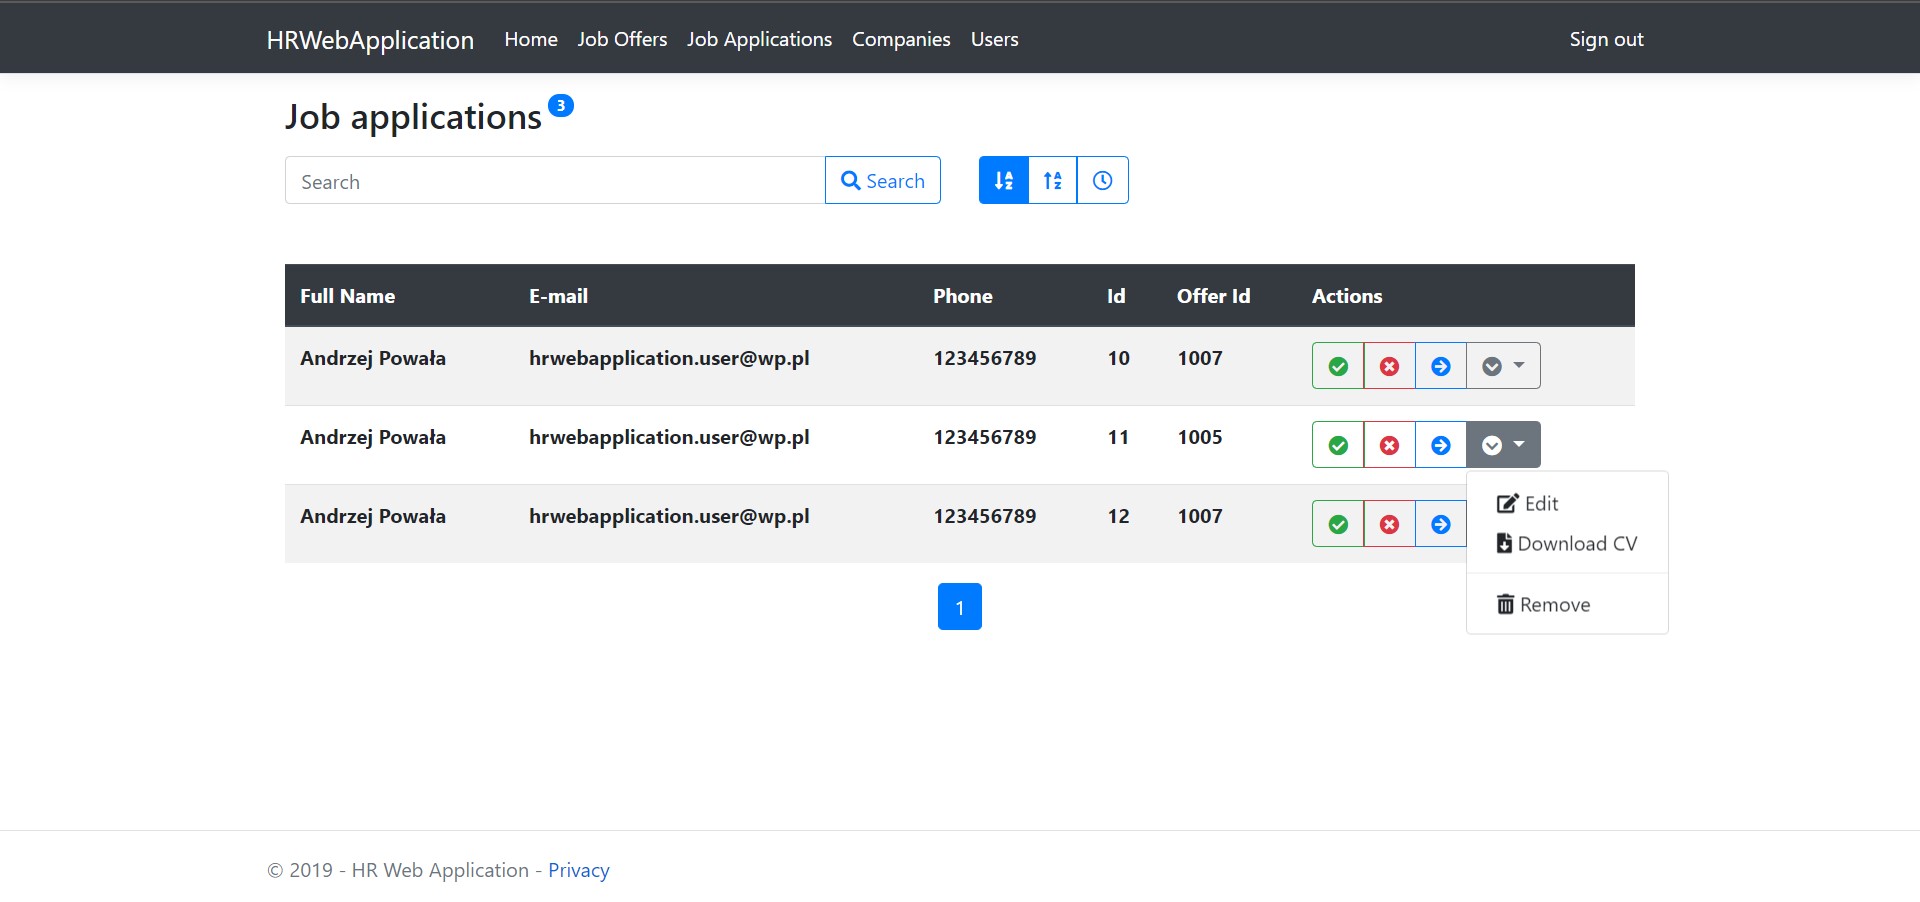 HRWebApplication Home Job Offers Job Applications Companies Users Sign out
Job applications 3
Search Search
Full Name E-mail Phone Id Offer Id Actions
Andrzej Powała hrwebapplication.user@wp.pl 123456789 10 1007
Andrzej Powała hrwebapplication.user@wp.pl 123456789 11 1005
Edit
Andrzej Powała hrwebapplication.user@wp.pl 123456789 12 1007
Download CV
Remove
1
© 2019 - HR Web Application - Privacy